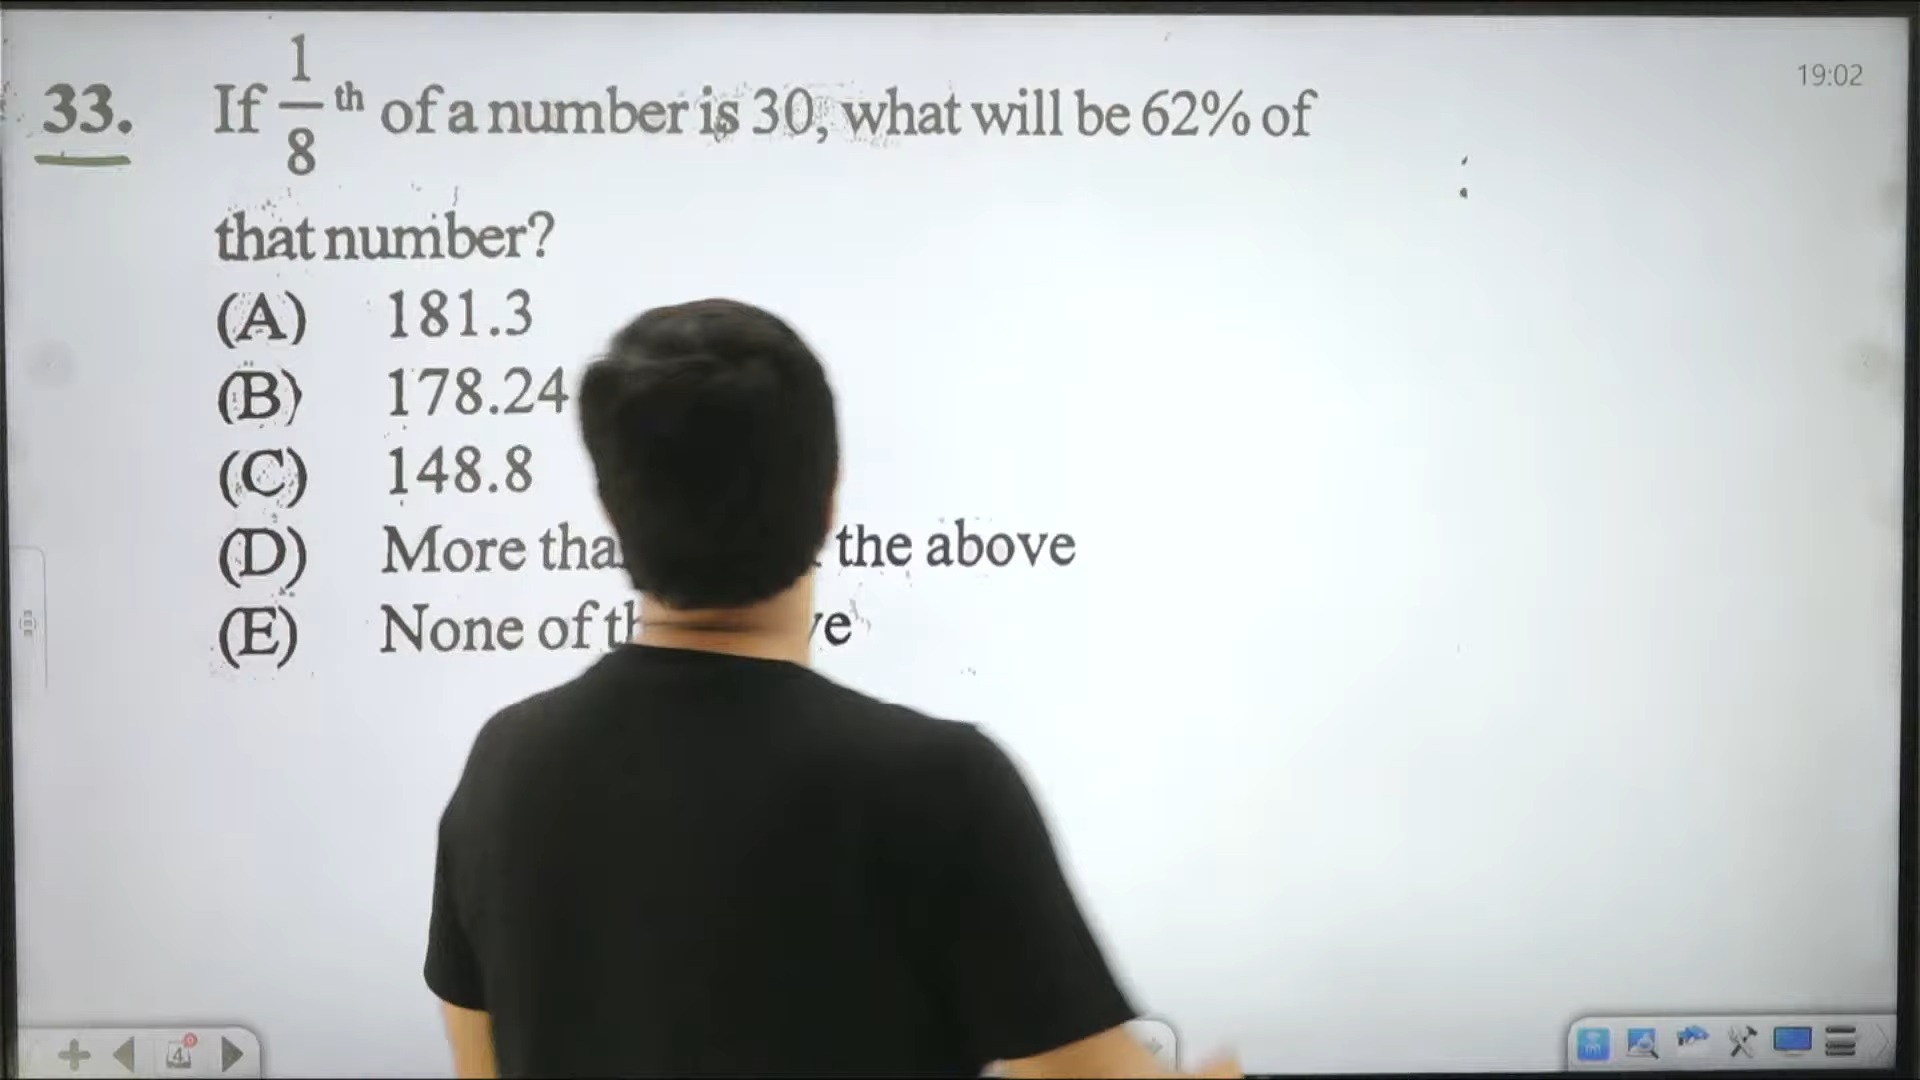 19:02
33. If 1/8 th of a number is 30, what will be 62% of
that number?
(A) 181.3
(B) 178.24
(C) 148.8
(D) More the above
(E) None of
4